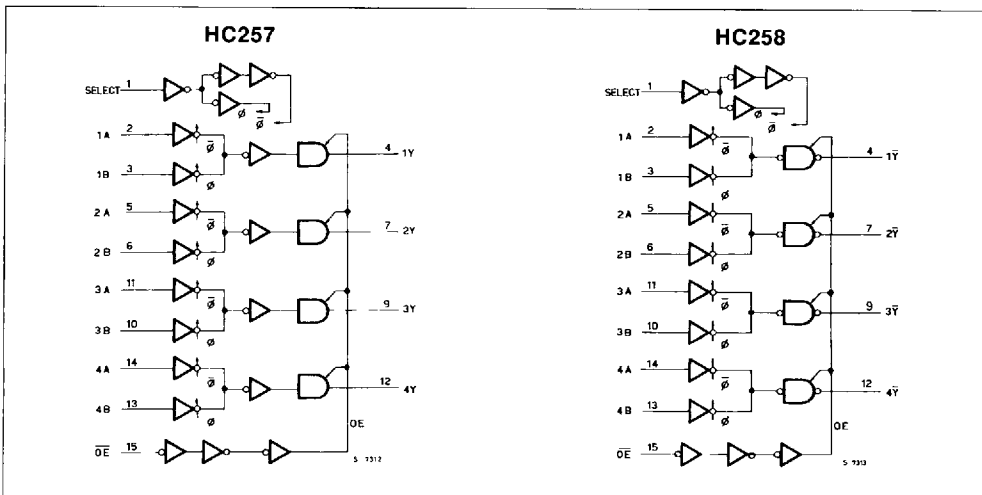 HC257
SELECT 1
ø
ø̅
1A 2
ø̅
4 1Y
1B 3
ø
2A 5
ø̅
7 2Y
2B 6
ø
3A 11
ø̅
9 3Y
3B 10
ø
4A 14
ø̅
12 4Y
4B 13
ø
OE
O̅E̅ 15
S 7312
HC258
SELECT 1
ø
ø̅
1A 2
ø̅
4 1Y̅
1B 3
ø
2A 5
ø̅
7 2Y̅
2B 6
ø
3A 11
ø̅
9 3Y̅
3B 10
ø
4A 14
ø̅
12 4Y̅
4B 13
ø
OE
O̅E̅ 15
S 7313